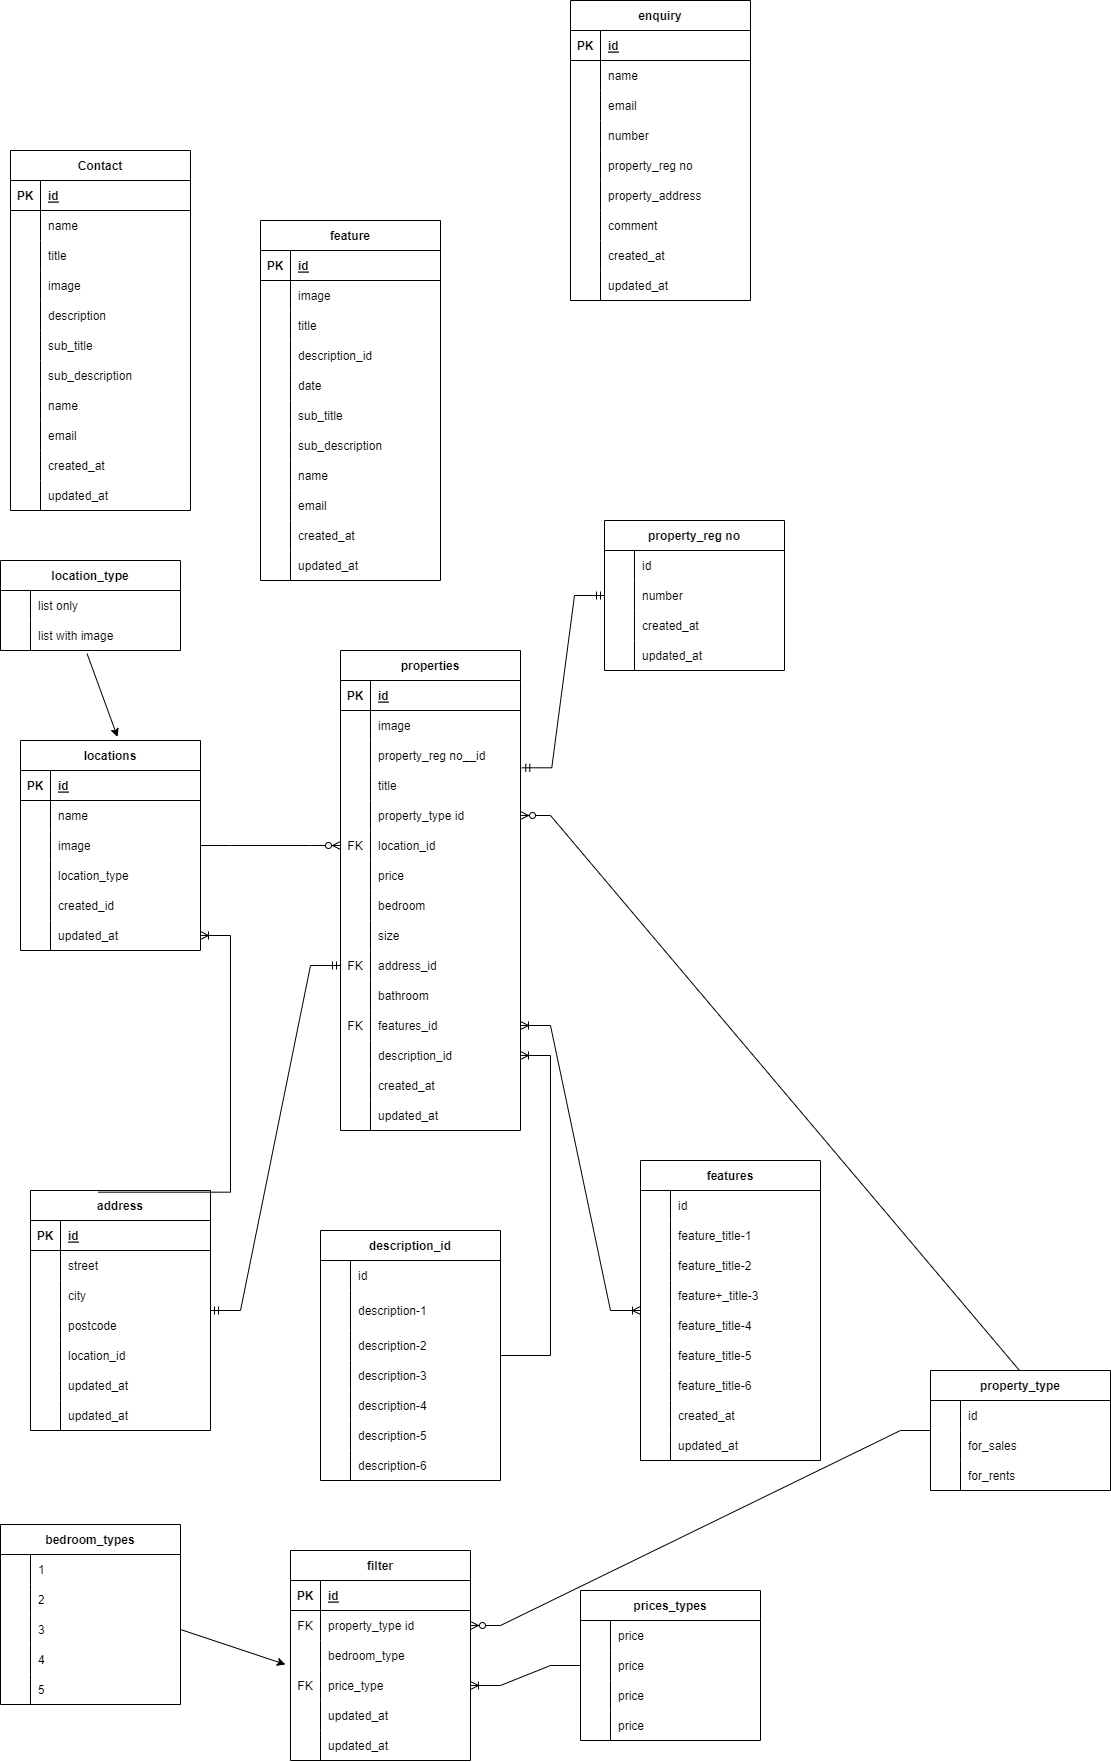 enquiry
PK id
name
email
number
property_reg no
property_address
comment
created_at
updated_at
Contact
PK id
name
title
image
description
sub_title
sub_description
name
email
created_at
updated_at
feature
PK id
image
title
description_id
date
sub_title
sub_description
name
email
created_at
updated_at
property_reg no
id
number
created_at
updated_at
location_type
list only
list with image
properties
PK id
image
property_reg no__id
title
property_type id
FK location_id
price
bedroom
size
FK address_id
bathroom
FK features_id
description_id
created_at
updated_at
locations
PK id
name
image
location_type
created_id
updated_at
address
PK id
street
city
postcode
location_id
updated_at
updated_at
description_id
id
description-1
description-2
description-3
description-4
description-5
description-6
features
id
feature_title-1
feature_title-2
feature+_title-3
feature_title-4
feature_title-5
feature_title-6
created_at
updated_at
property_type
id
for_sales
for_rents
bedroom_types
1
2
3
4
5
filter
PK id
FK property_type id
bedroom_type
FK price_type
updated_at
updated_at
prices_types
price
price
price
price